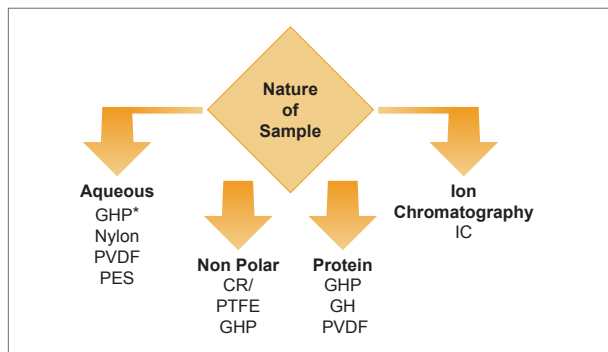 Nature
of
Sample
Aqueous
GHP*
Nylon
PVDF
PES
Non Polar
CR/
PTFE
GHP
Protein
GHP
GH
PVDF
Ion
Chromatography
IC